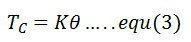 T_C = Kθ ..... equ(3)